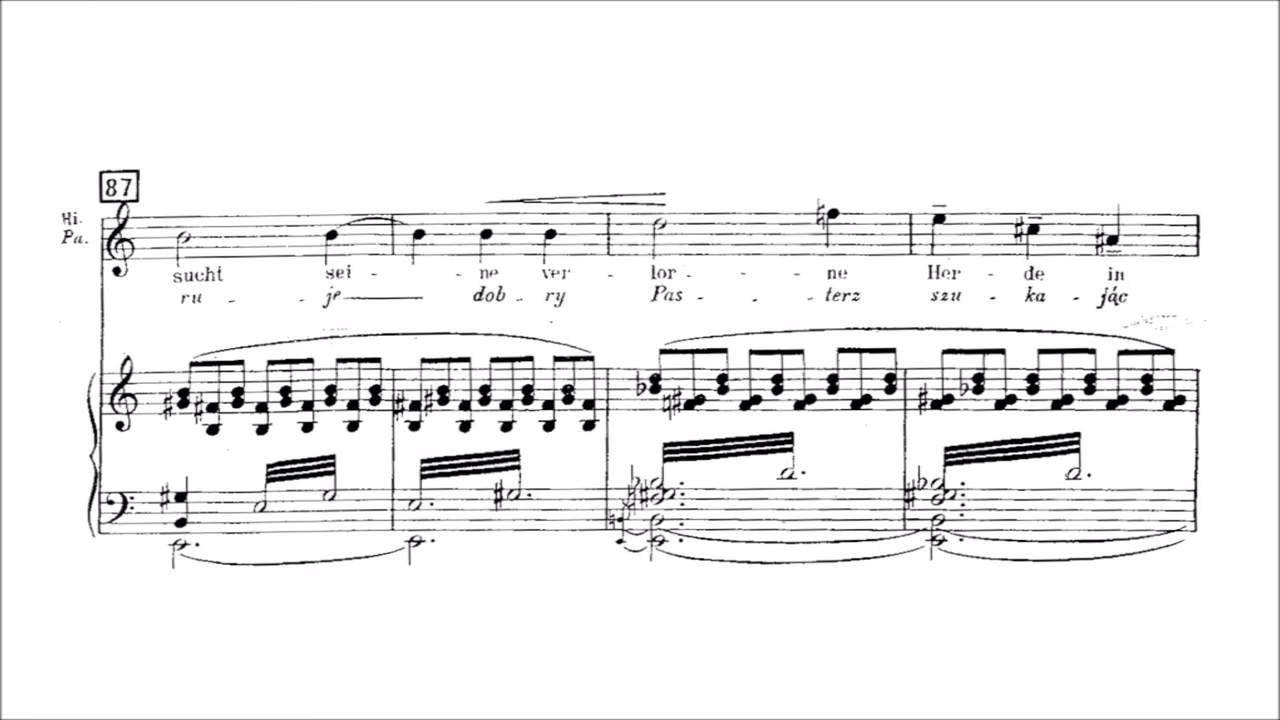 87
Hi.
Pa.
sucht sei - - ne ver - lor - - - ne Her - de in
ru - - je dob - ry Pas - - - terz szu - ka - jąc